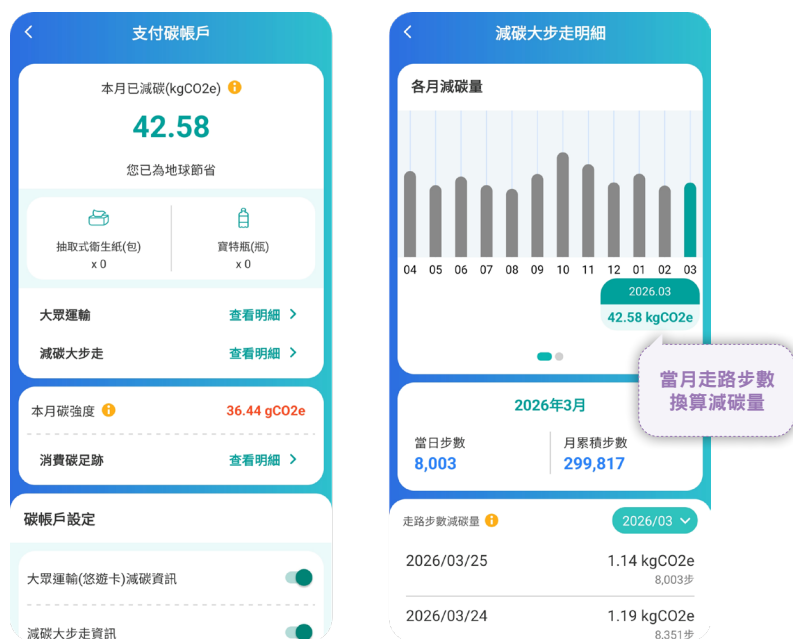 支付碳帳戶
本月已減碳(kgCO2e)
42.58
您已為地球節省
抽取式衛生紙(包)
x 0
寶特瓶(瓶)
x 0
大眾運輸
查看明細
減碳大步走
查看明細
本月碳強度
36.44 gCO2e
消費碳足跡
查看明細
碳帳戶設定
大眾運輸(悠遊卡)減碳資訊
減碳大步走資訊
減碳大步走明細
各月減碳量
04 05 06 07 08 09 10 11 12 01 02 03
2026.03
42.58 kgCO2e
當月走路步數
換算減碳量
2026年3月
當日步數
8,003
月累積步數
299,817
走路步數減碳量
2026/03
2026/03/25
1.14 kgCO2e
8,003步
2026/03/24
1.19 kgCO2e
8,351步